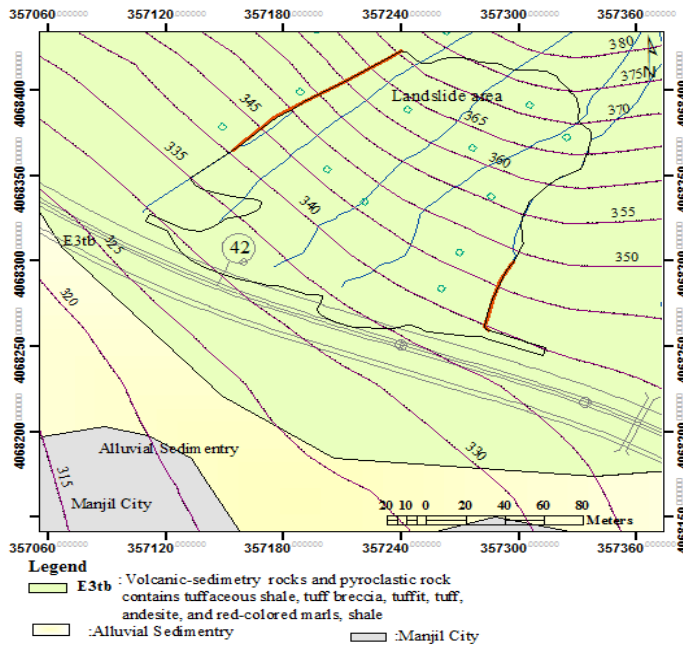 357060 357120 357180 357240 357300 357360
380
375
N
4068400
345
Landslide area
370
4068400
365
335
360
4068350
340
355
42
E3tb
325
4068300
350
320
4068250
4068250
4068200
4068200
330
Alluvial Sedimentry
315
Manjil City
20 10 0 20 40 60 80
Meters
357060 357120 357180 357240 357300 357360
Legend
E3tb : Volcanic-sedimetry rocks and pyroclastic rock
contains tuffaceous shale, tuff breccia, tuffit, tuff,
andesite, and red-colored marls, shale
:Alluvial Sedimentry :Manjil City